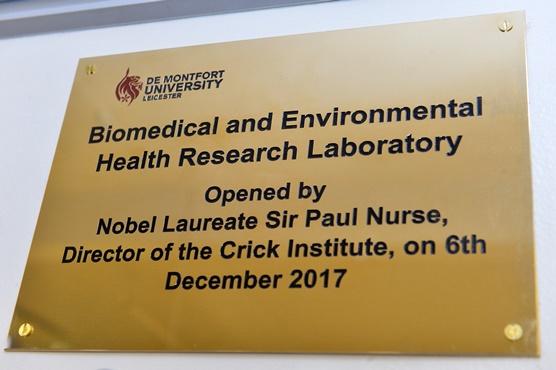 DE MONTFORT
UNIVERSITY
LEICESTER
Biomedical and Environmental
Health Research Laboratory
Opened by
Nobel Laureate Sir Paul Nurse,
Director of the Crick Institute, on 6th
December 2017